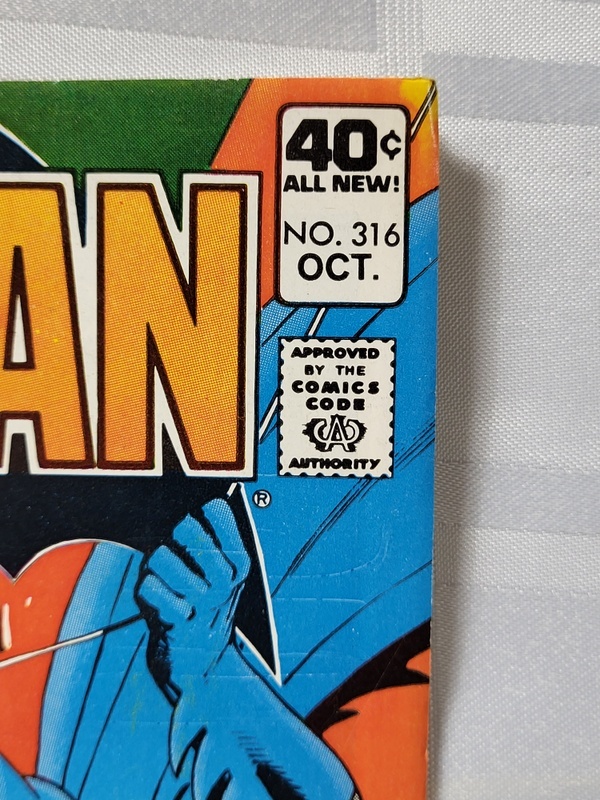 AN
®
40¢
ALL NEW!
NO. 316
OCT.
APPROVED
BY THE
COMICS
CODE
CA
AUTHORITY